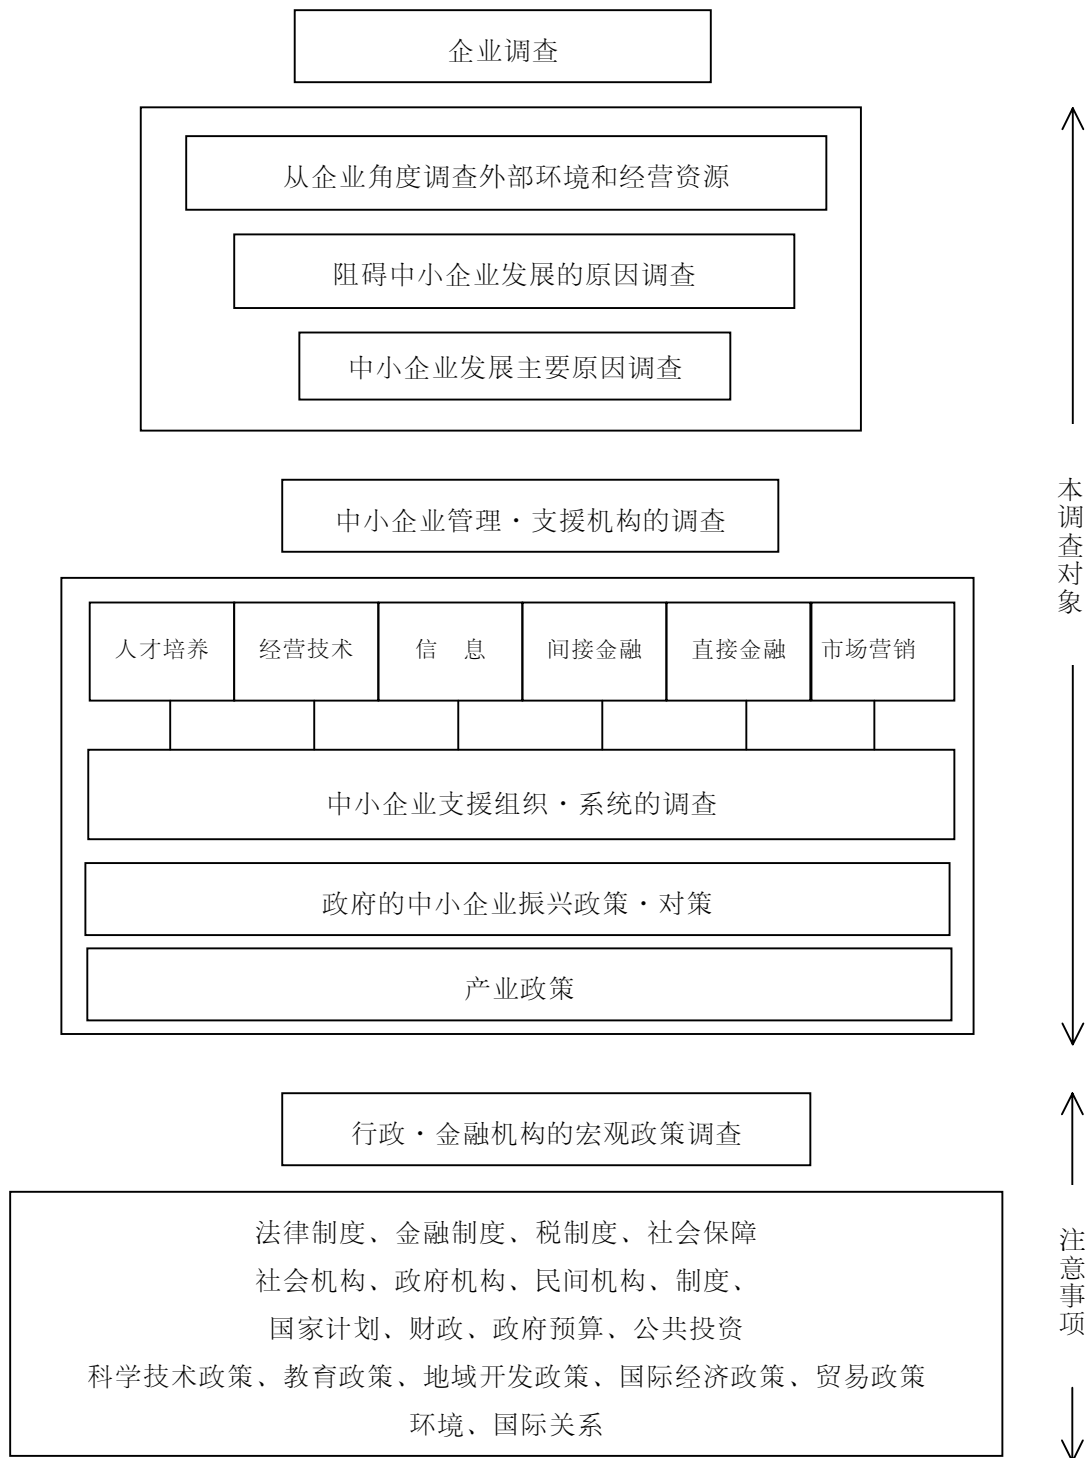 企业调查
从企业角度调查外部环境和经营资源
阻碍中小企业发展的原因调查
中小企业发展主要原因调查
中小企业管理·支援机构的调查
人才培养
经营技术
信 息
间接金融
直接金融
市场营销
中小企业支援组织·系统的调查
政府的中小企业振兴政策·对策
产业政策
本调查对象
行政·金融机构的宏观政策调查
法律制度、金融制度、税制度、社会保障
社会机构、政府机构、民间机构、制度、
国家计划、财政、政府预算、公共投资
科学技术政策、教育政策、地域开发政策、国际经济政策、贸易政策
环境、国际关系
注意事项